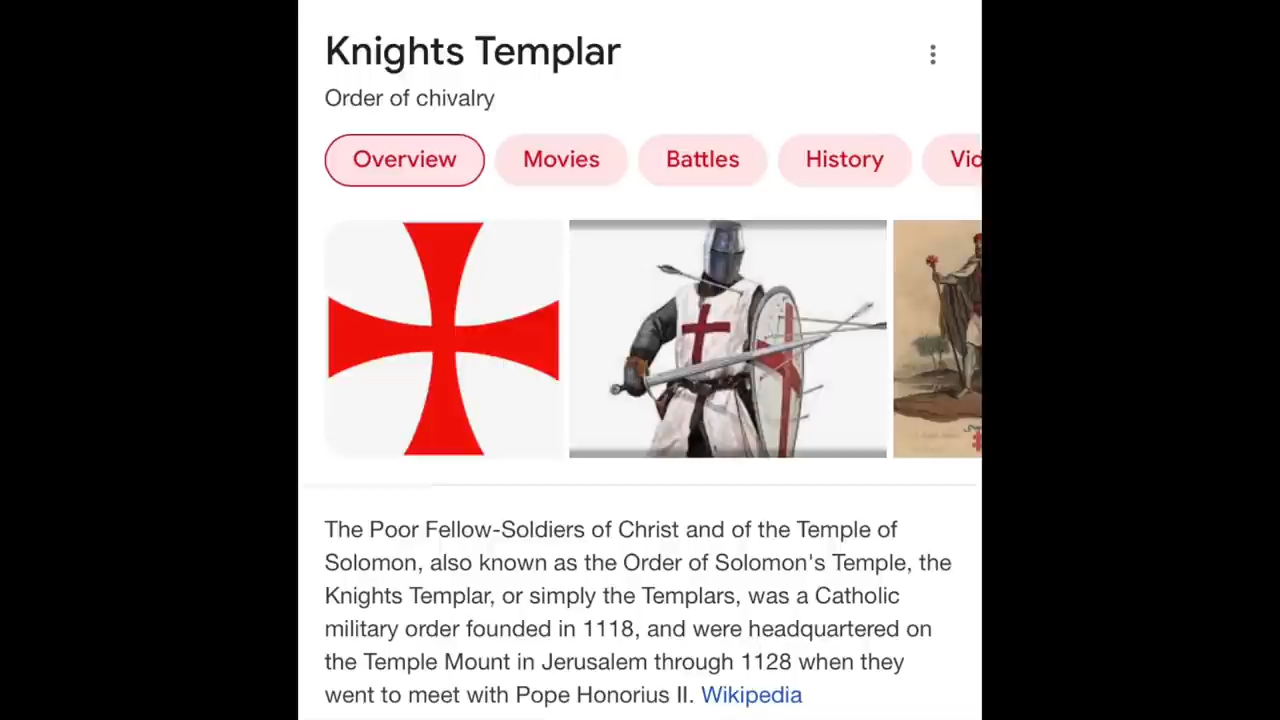 Knights Templar
Order of chivalry
Overview Movies Battles History Vid
The Poor Fellow-Soldiers of Christ and of the Temple of
Solomon, also known as the Order of Solomon's Temple, the
Knights Templar, or simply the Templars, was a Catholic
military order founded in 1118, and were headquartered on
the Temple Mount in Jerusalem through 1128 when they
went to meet with Pope Honorius II. Wikipedia